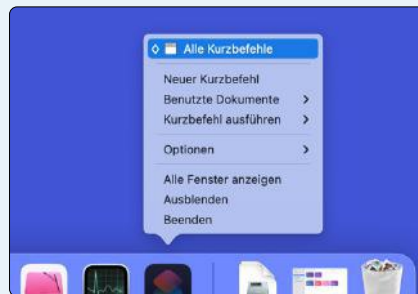 Alle Kurzbefehle
Neuer Kurzbefehl
Benutzte Dokumente
Kurzbefehl ausführen
Optionen
Alle Fenster anzeigen
Ausblenden
Beenden